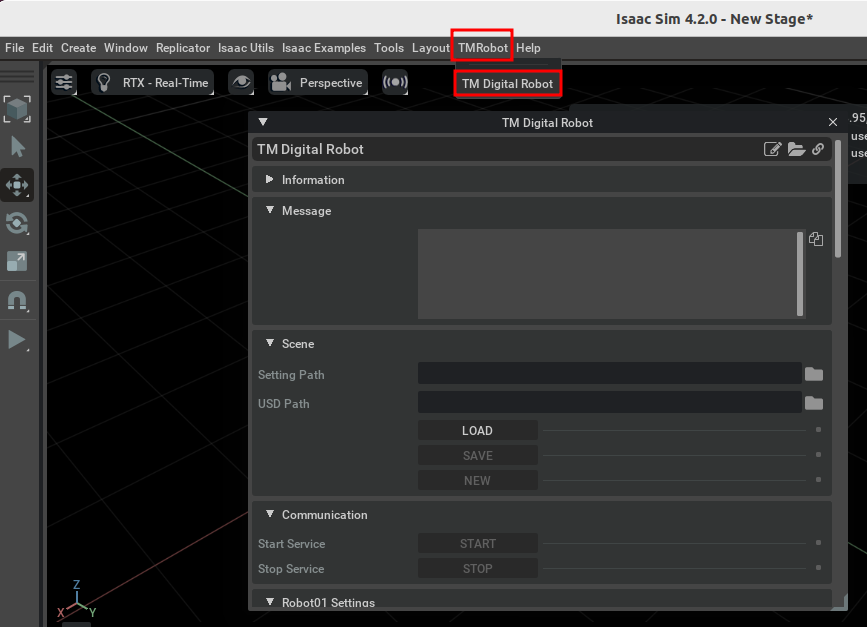 Isaac Sim 4.2.0 - New Stage*
File Edit Create Window Replicator Isaac Utils Isaac Examples Tools Layout TMRobot Help
TM Digital Robot
RTX - Real-Time Perspective
TM Digital Robot
.95,
use
use
TM Digital Robot
Information
Message
Scene
Setting Path
USD Path
LOAD
SAVE
NEW
Communication
Start Service START
Stop Service STOP
Robot01 Settings
Z
X Y